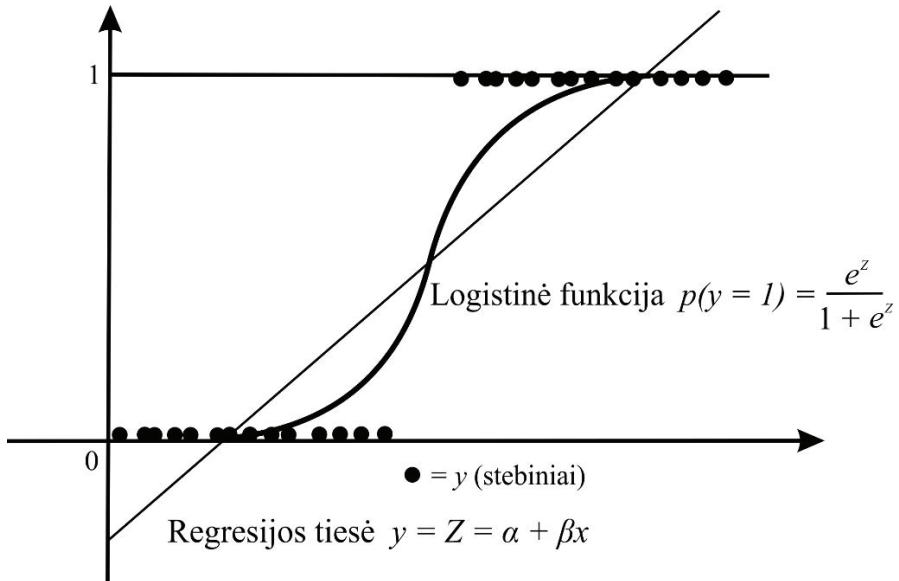 1
Logistinė funkcija p(y = 1) = e^z / (1 + e^z)
0
● = y (stebiniai)
Regresijos tiesė y = Z = α + βx